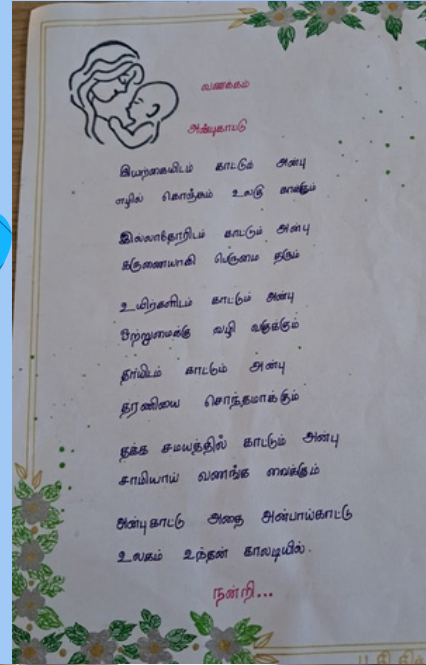 வணக்கம்
அன்புகாட்டு
இயற்கையிடம் காட்டும் அன்பு
எழில் கொஞ்சும் உலகு காக்கும்
இல்லாதோரிடம் காட்டும் அன்பு
கருணையாகி பெருமை தரும்
உயிர்களிடம் காட்டும் அன்பு
ஒற்றுமைக்கு வழி வகுக்கும்
தாயிடம் காட்டும் அன்பு
தரணியை சொந்தமாக்கும்
தக்க சமயத்தில் காட்டும் அன்பு
சாமியாய் வணங்க வைக்கும்
அன்புகாட்டு அதை அன்பாய்காட்டு
உலகம் உந்தன் காலடியில்.
நன்றி...